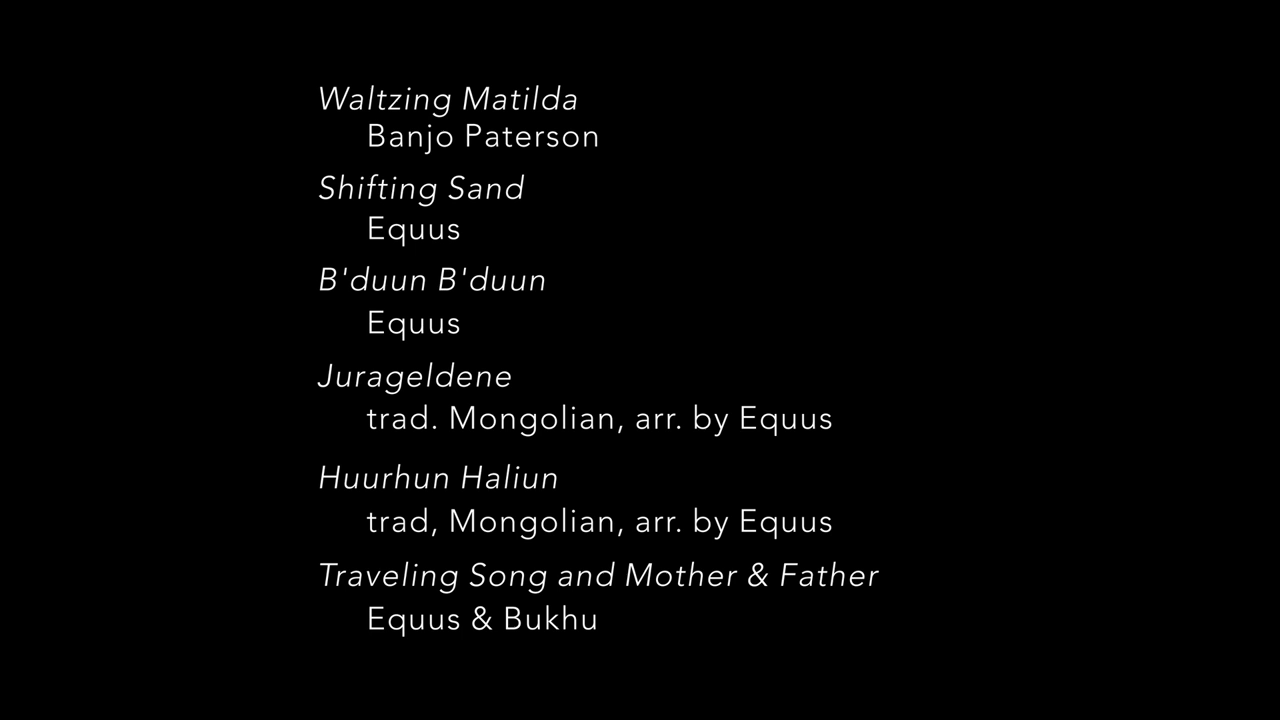 Waltzing Matilda
Banjo Paterson
Shifting Sand
Equus
B'duun B'duun
Equus
Jurageldene
trad. Mongolian, arr. by Equus
Huurhun Haliun
trad, Mongolian, arr. by Equus
Traveling Song and Mother & Father
Equus & Bukhu